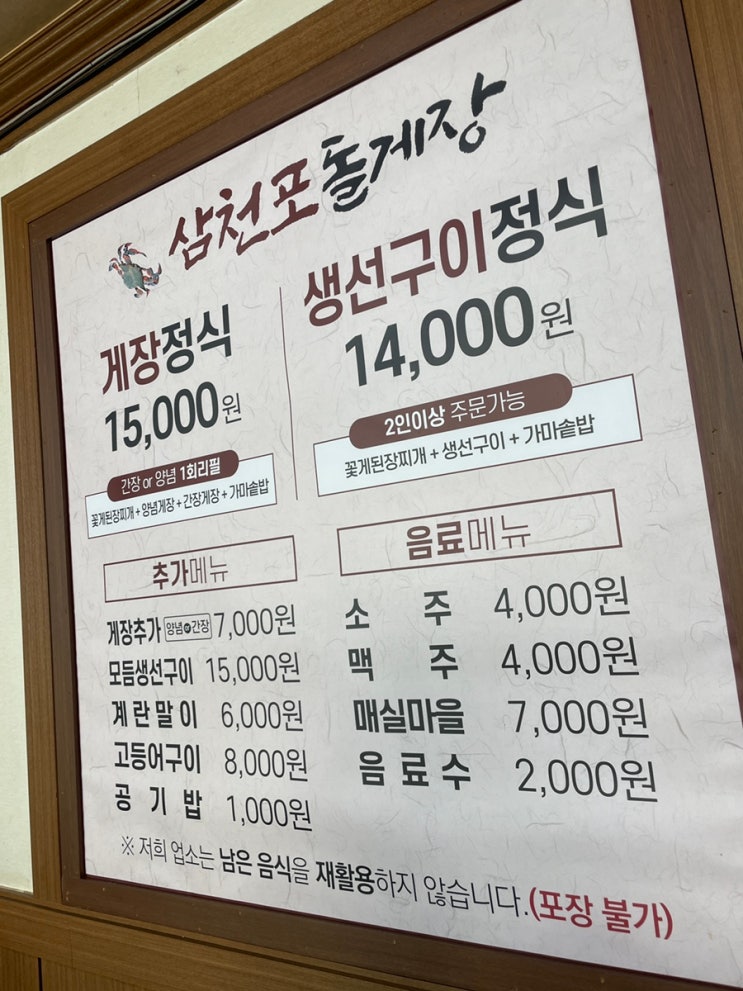 삼천포돌게장
게장정식
15,000원
간장 or 양념 1회리필
꽃게된장찌개 + 양념게장 + 간장게장 + 가마솥밥
생선구이정식
14,000원
2인이상 주문가능
꽃게된장찌개 + 생선구이 + 가마솥밥
추가메뉴
게장추가 양념or간장 7,000원
모듬생선구이 15,000원
계란말이 6,000원
고등어구이 8,000원
공기밥 1,000원
음료메뉴
소주 4,000원
맥주 4,000원
매실마을 7,000원
음료수 2,000원
※ 저희 업소는 남은 음식을 재활용하지 않습니다.(포장 불가)